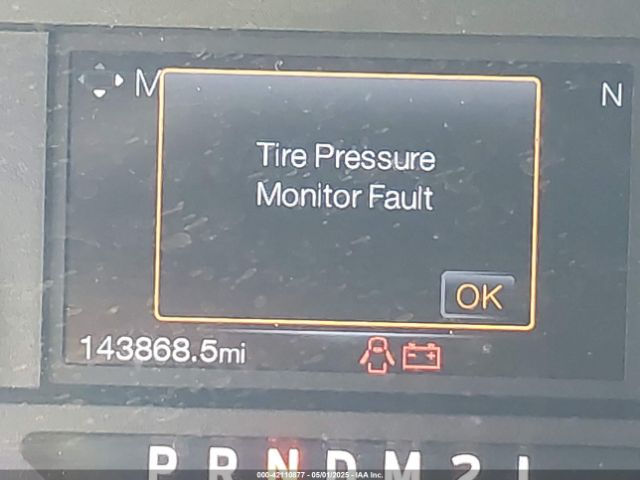 M N
Tire Pressure
Monitor Fault
OK
143868.5mi
P R N D M 2 1
000-42110877 - 05/01/2025 - IAA Inc.